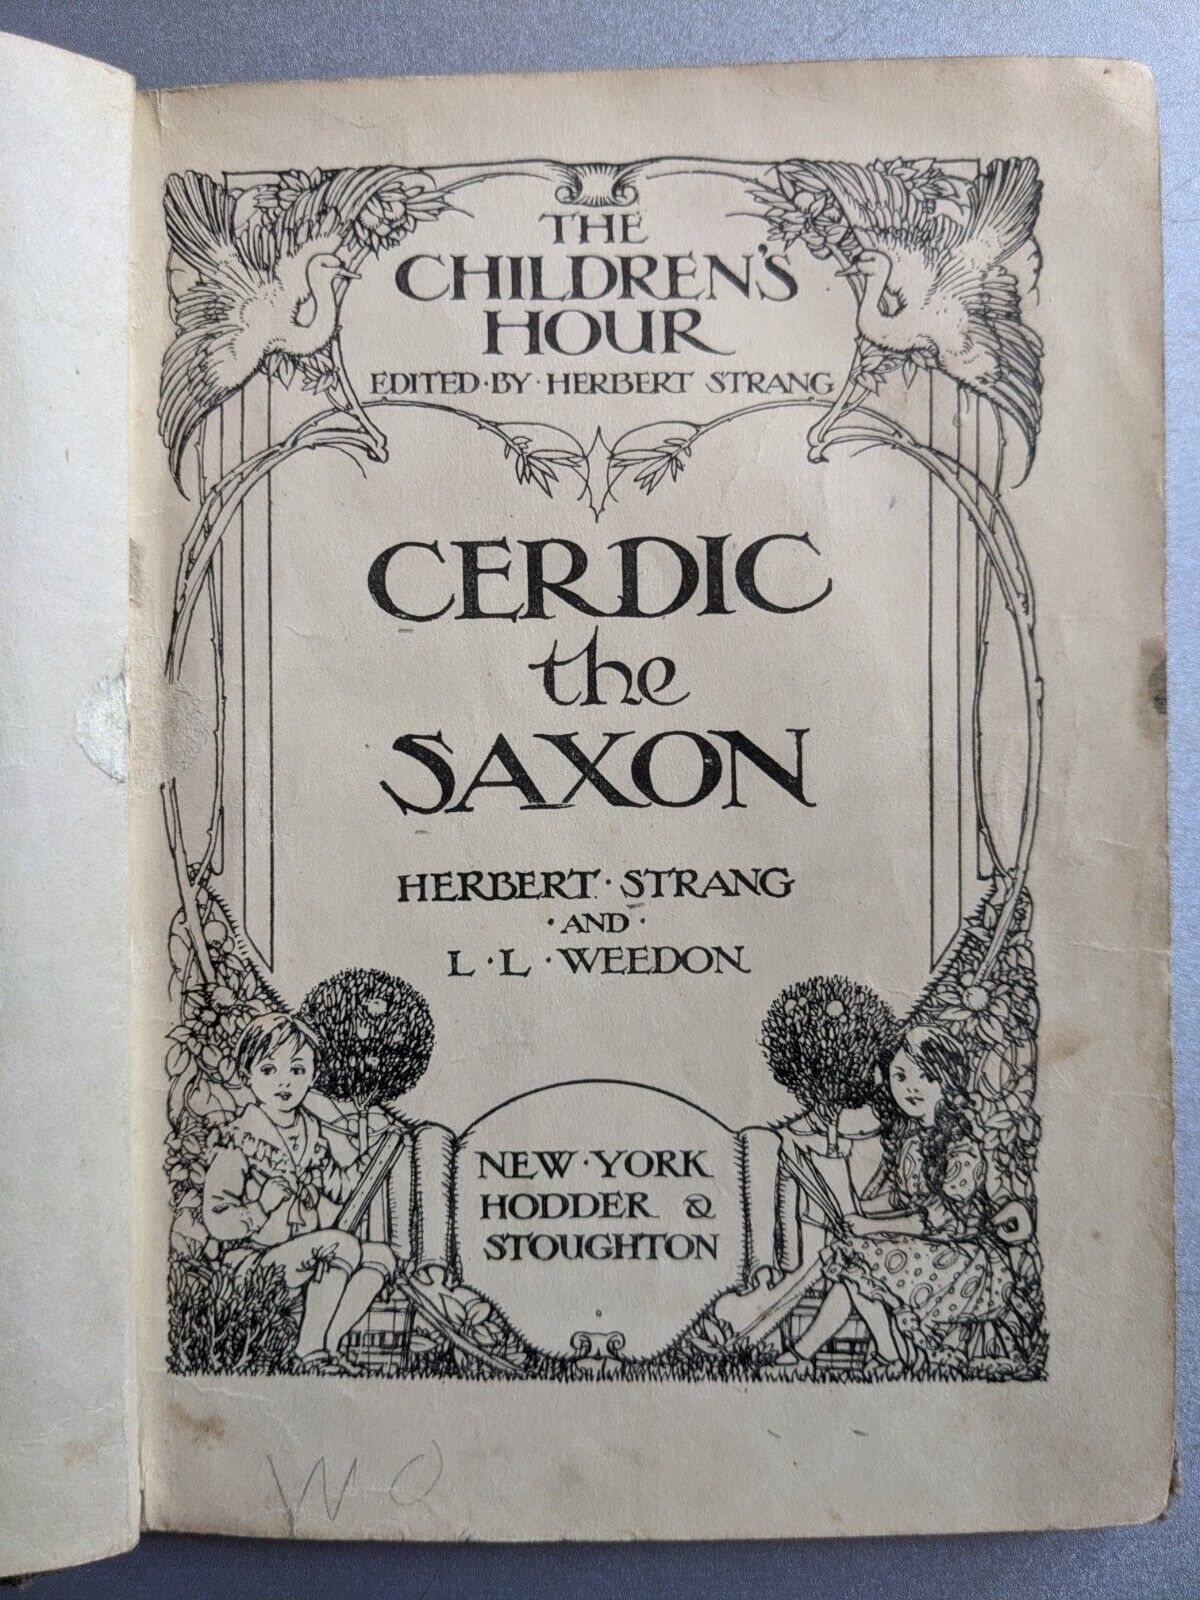 THE
CHILDREN'S
HOUR
EDITED·BY·HERBERT STRANG
CERDIC
the
SAXON
HERBERT·STRANG
·AND·
L·L·WEEDON
NEW·YORK
HODDER &
STOUGHTON